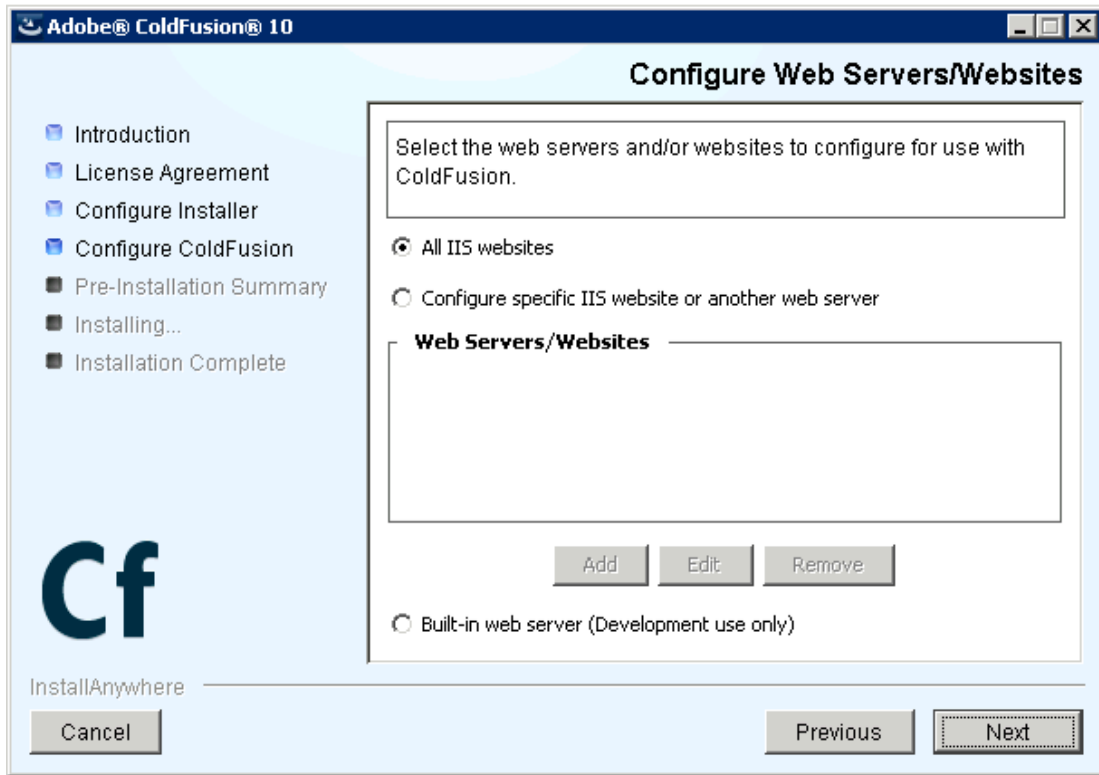 Adobe® ColdFusion® 10
Configure Web Servers/Websites
Introduction
License Agreement
Configure Installer
Configure ColdFusion
Pre-Installation Summary
Installing...
Installation Complete
Select the web servers and/or websites to configure for use with
ColdFusion.
All IIS websites
Configure specific IIS website or another web server
Web Servers/Websites
Add Edit Remove
Built-in web server (Development use only)
Cf
InstallAnywhere
Cancel Previous Next